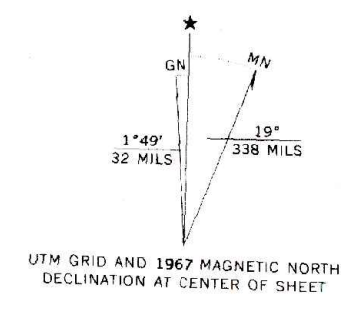 ★
GN
MN
1°49'
32 MILS
19°
338 MILS
UTM GRID AND 1967 MAGNETIC NORTH
DECLINATION AT CENTER OF SHEET